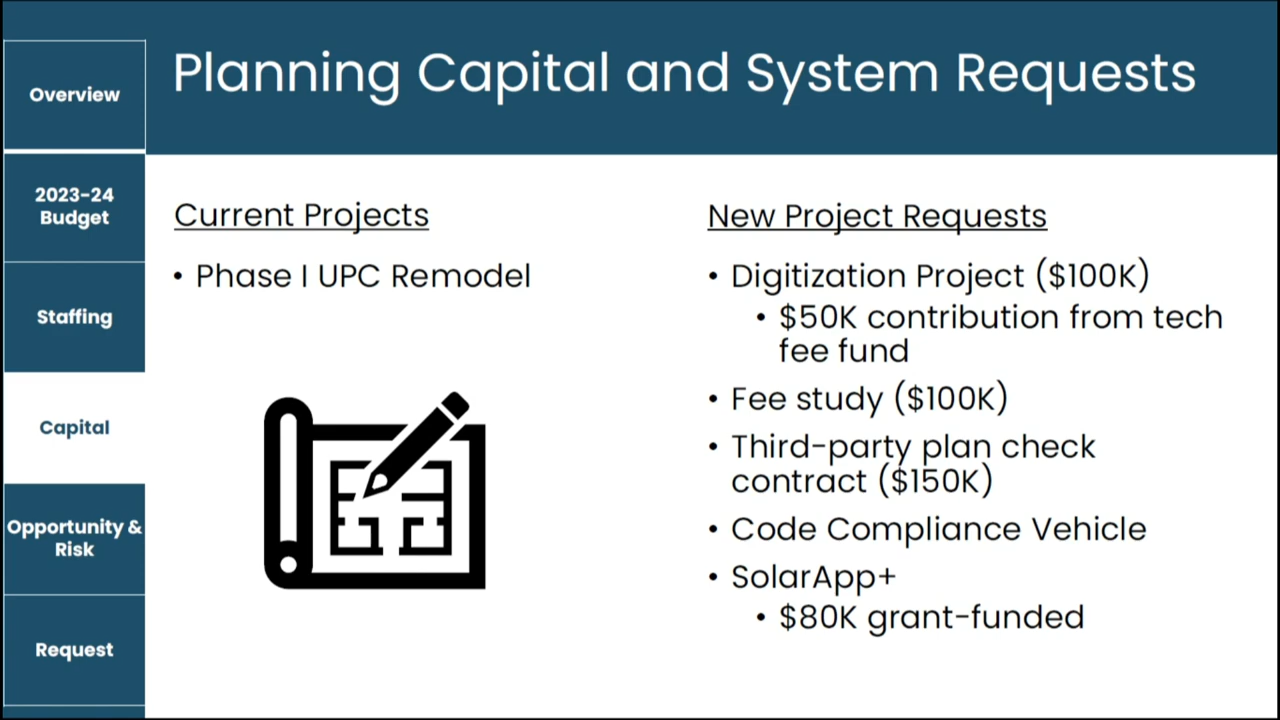 Planning Capital and System Requests
Overview
2023-24
Budget
Staffing
Capital
Opportunity &
Risk
Request
Current Projects
• Phase I UPC Remodel
New Project Requests
• Digitization Project ($100K)
• $50K contribution from tech
fee fund
• Fee study ($100K)
• Third-party plan check
contract ($150K)
• Code Compliance Vehicle
• SolarApp+
• $80K grant-funded